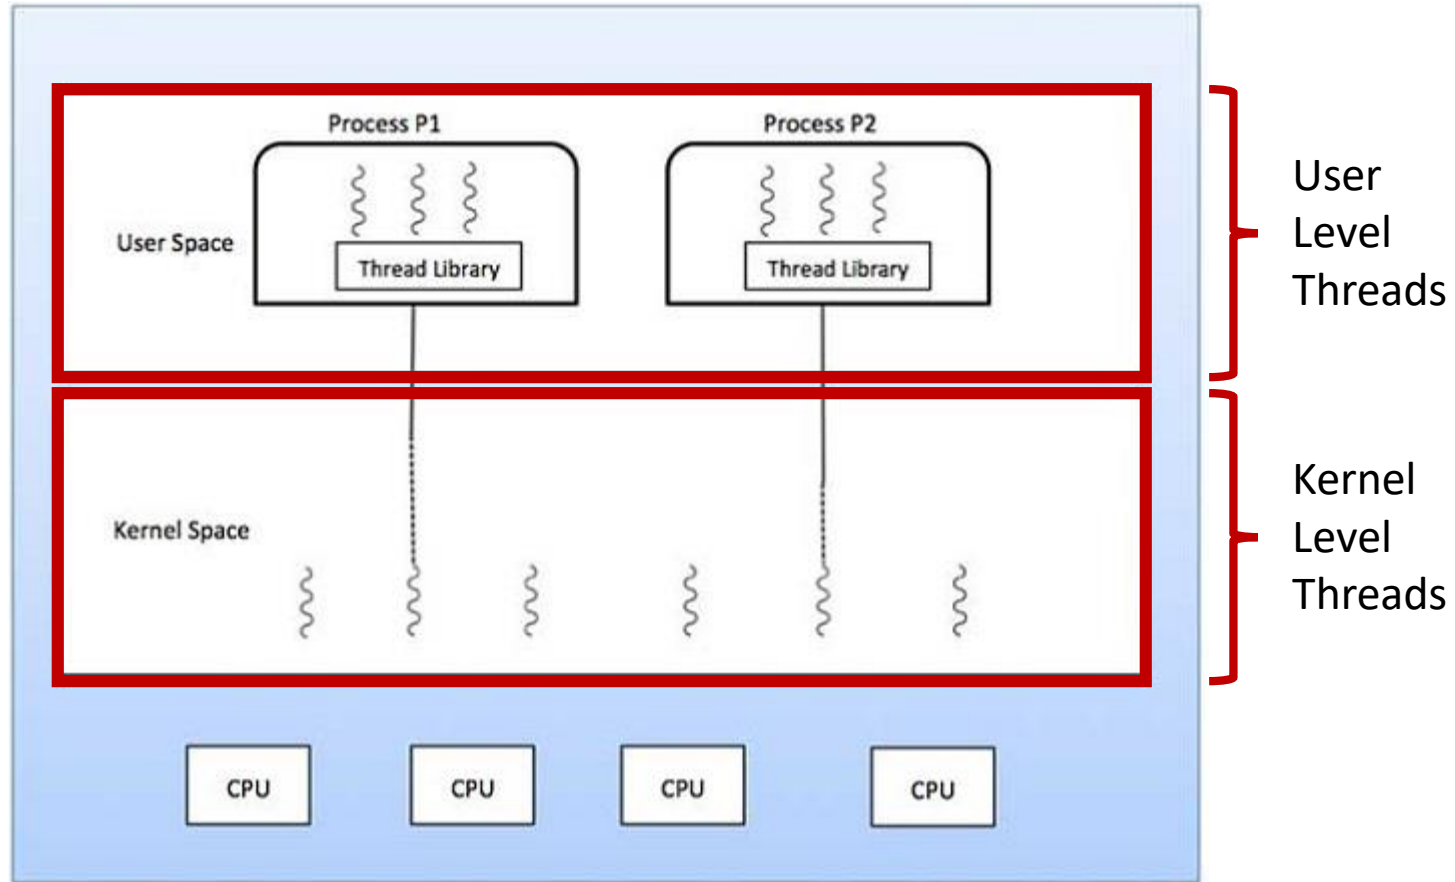 Process P1
Process P2
User Space
Thread Library
Thread Library
User
Level
Threads
Kernel Space
Kernel
Level
Threads
CPU
CPU
CPU
CPU